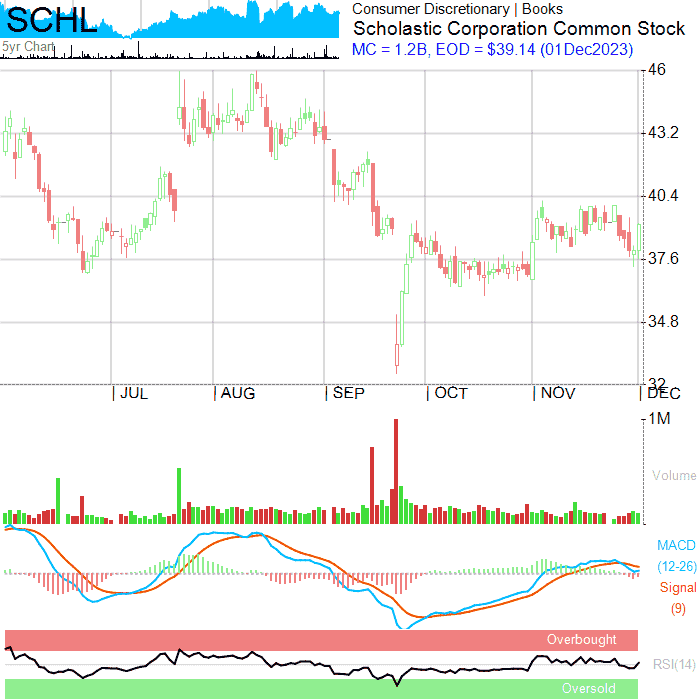 SCHL
5yr Chart
Consumer Discretionary | Books
Scholastic Corporation Common Stock
MC = 1.2B, EOD = $39.14 (01Dec2023)
46
43.2
40.4
37.6
34.8
32
JUL
AUG
SEP
OCT
NOV
DEC
1M
Volume
MACD
(12-26)
Signal
(9)
Overbought
RSI(14)
Oversold